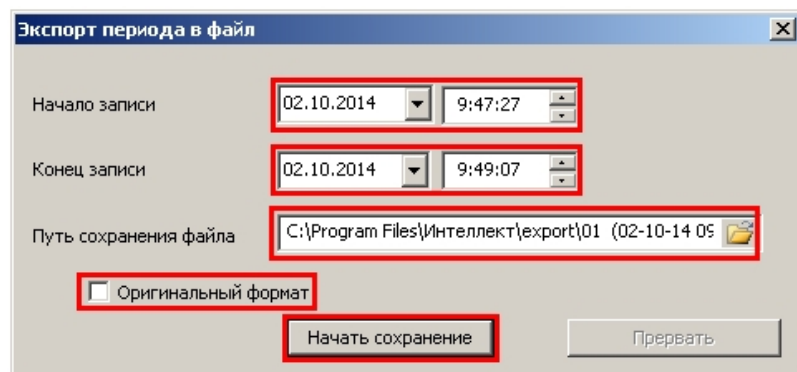 Экспорт периода в файл
Начало записи 02.10.2014 9:47:27
Конец записи 02.10.2014 9:49:07
Путь сохранения файла C:\Program Files\Интеллект\export\01 (02-10-14 09
Оригинальный формат
Начать сохранение Прервать